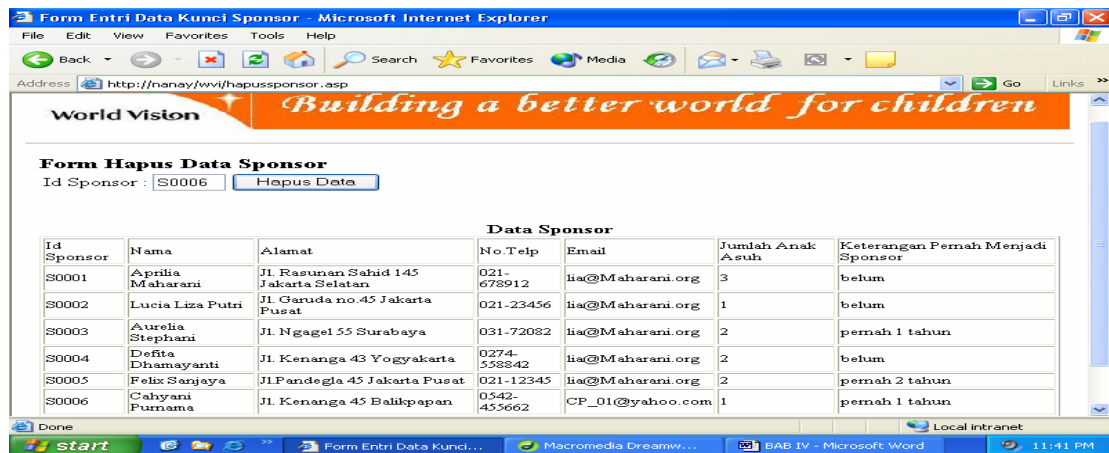 Form Entri Data Kunci Sponsor - Microsoft Internet Explorer
File Edit View Favorites Tools Help
Back Search Favorites Media
Address http://nanay/wvi/hapussponsor.asp Go Links »
World Vision Building a better world for children
Form Hapus Data Sponsor
Id Sponsor : S0006 Hapus Data
Data Sponsor
Id Sponsor Nama Alamat No.Telp Email Jumlah Anak Asuh Keterangan Pernah Menjadi Sponsor
S0001 Aprilia Maharani Jl. Rasunan Sahid 145 Jakarta Selatan 021-678912 lia@Maharani.org 3 belum
S0002 Lucia Liza Putri Jl. Garuda no.45 Jakarta Pusat 021-23456 lia@Maharani.org 1 belum
S0003 Aurelia Stephani Jl. Ngagel 55 Surabaya 031-72082 lia@Maharani.org 2 pernah 1 tahun
S0004 Defita Dhamayanti Jl. Kenanga 43 Yogyakarta 0274-558842 lia@Maharani.org 2 belum
S0005 Felix Sanjaya Jl.Pandegla 45 Jakarta Pusat 021-12345 lia@Maharani.org 2 pernah 2 tahun
S0006 Cahyani Purnama Jl. Kenanga 45 Balikpapan 0542-455662 CP_01@yahoo.com 1 pernah 1 tahun
Done Local intranet
start » Form Entri Data Kunci... Macromedia Dreamw... BAB IV - Microsoft Word 11:41 PM